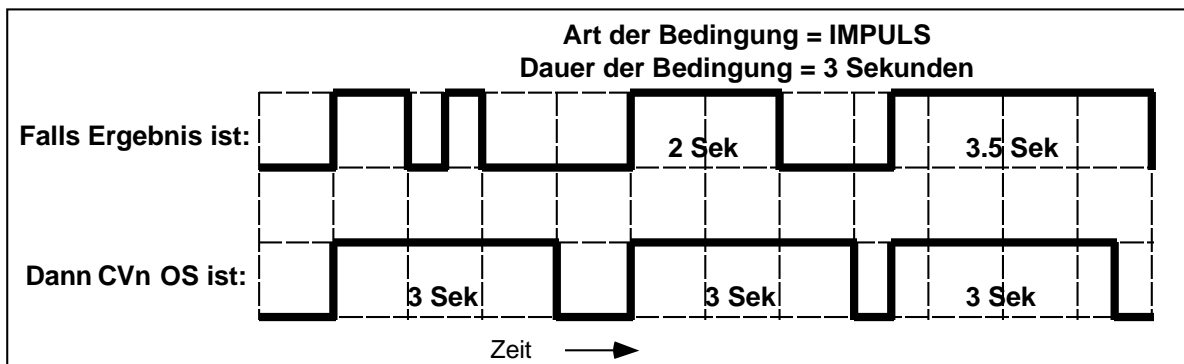 Art der Bedingung = IMPULS
Dauer der Bedingung = 3 Sekunden
Falls Ergebnis ist:
2 Sek
3.5 Sek
Dann CVn OS ist:
3 Sek
3 Sek
3 Sek
Zeit